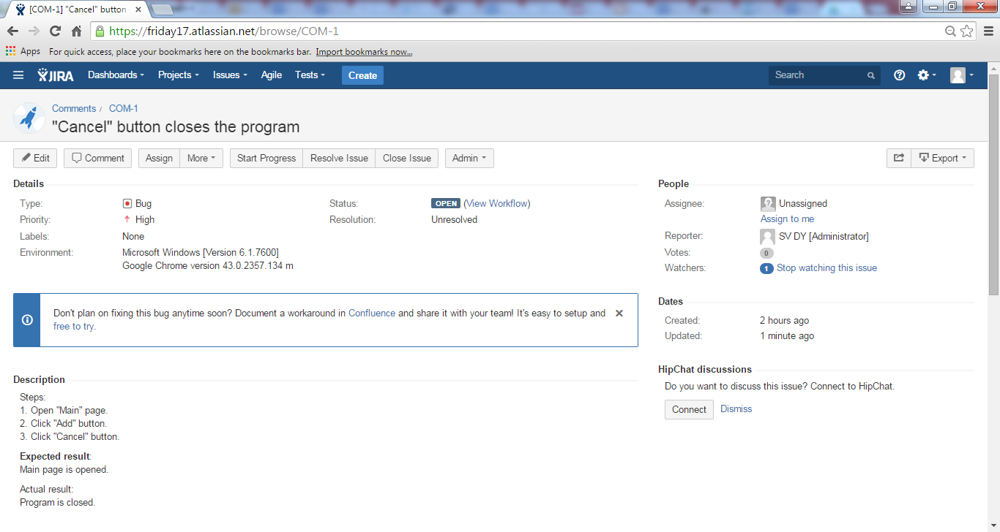 [COM-1] "Cancel" button
https://friday17.atlassian.net/browse/COM-1
Apps For quick access, place your bookmarks here on the bookmarks bar. Import bookmarks now...
JIRA Dashboards Projects Issues Agile Tests Create Search
Comments / COM-1
"Cancel" button closes the program
Edit Comment Assign More Start Progress Resolve Issue Close Issue Admin Export
Details
Type: Bug Status: OPEN (View Workflow)
Priority: High Resolution: Unresolved
Labels: None
Environment: Microsoft Windows [Version 6.1.7600]
Google Chrome version 43.0.2357.134 m
Don't plan on fixing this bug anytime soon? Document a workaround in Confluence and share it with your team! It's easy to setup and
free to try.
Description
Steps:
1. Open "Main" page.
2. Click "Add" button.
3. Click "Cancel" button.
Expected result:
Main page is opened.
Actual result:
Program is closed.
People
Assignee: Unassigned
Assign to me
Reporter: SV DY [Administrator]
Votes: 0
Watchers: 1 Stop watching this issue
Dates
Created: 2 hours ago
Updated: 1 minute ago
HipChat discussions
Do you want to discuss this issue? Connect to HipChat.
Connect Dismiss